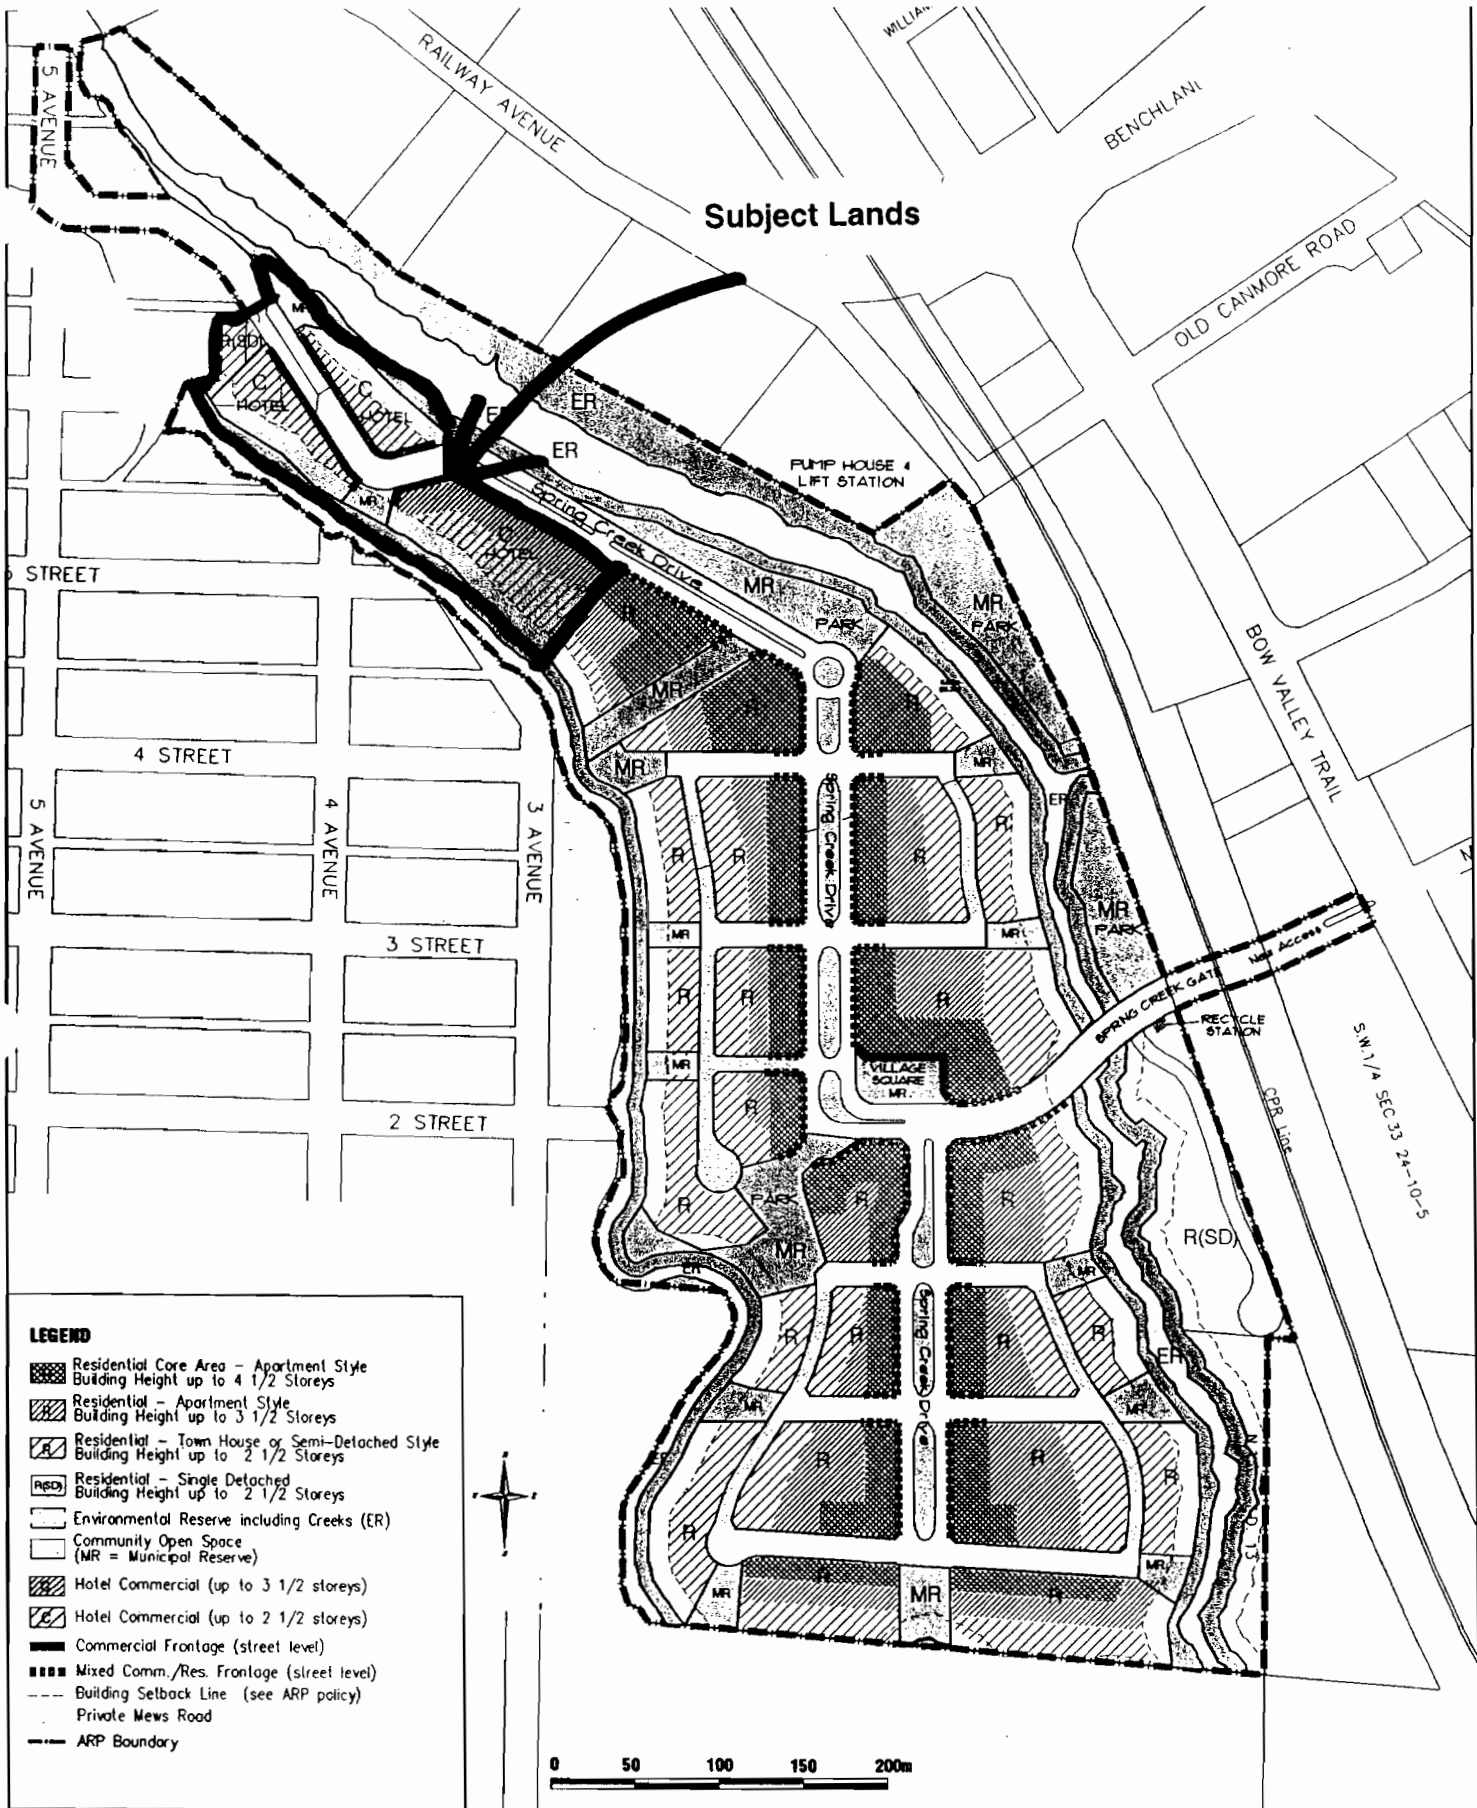 5 AVENUE
RAILWAY AVENUE
BENCHLAN
Subject Lands
OLD CANMORE ROAD
MR
R(SD)
C
HOTEL
C
HOTEL
ER
ER
ER
PUMP HOUSE &
LIFT STATION
MR
Spring Creek Drive
C
HOTEL
STREET
MR
PARK
MR
PARK
R
MR
R
R
BOW VALLEY TRAIL
4 STREET
MR
MR
5 AVENUE
4 AVENUE
3 AVENUE
Spring Creek Drive
ER
R
R
R
R
MR
PARK
3 STREET
MR
MR
New Access
SPRING CREEK GATE
R
R
R
RECYCLE
STATION
MR
VILLAGE
SQUARE
MR
R
2 STREET
CPR Line
S.W.1/4 SEC.33 24-10-5
PARK
R
R
R
MR
R(SD)
ER
MR
Spring Creek Drive
R
R
R
R
ER
MR
MR
ER
R
R
R
R
MR
MR
R
R
MR
LEGEND
Residential Core Area - Apartment Style
Building Height up to 4 1/2 Storeys
R
Residential - Apartment Style
Building Height up to 3 1/2 Storeys
R
Residential - Town House or Semi-Detached Style
Building Height up to 2 1/2 Storeys
R(SD)
Residential - Single Detached
Building Height up to 2 1/2 Storeys
Environmental Reserve including Creeks (ER)
Community Open Space
(MR = Municipal Reserve)
C
Hotel Commercial (up to 3 1/2 storeys)
C
Hotel Commercial (up to 2 1/2 storeys)
Commercial Frontage (street level)
Mixed Comm./Res. Frontage (street level)
Building Setback Line (see ARP policy)
Private Mews Road
ARP Boundary
0 50 100 150 200m